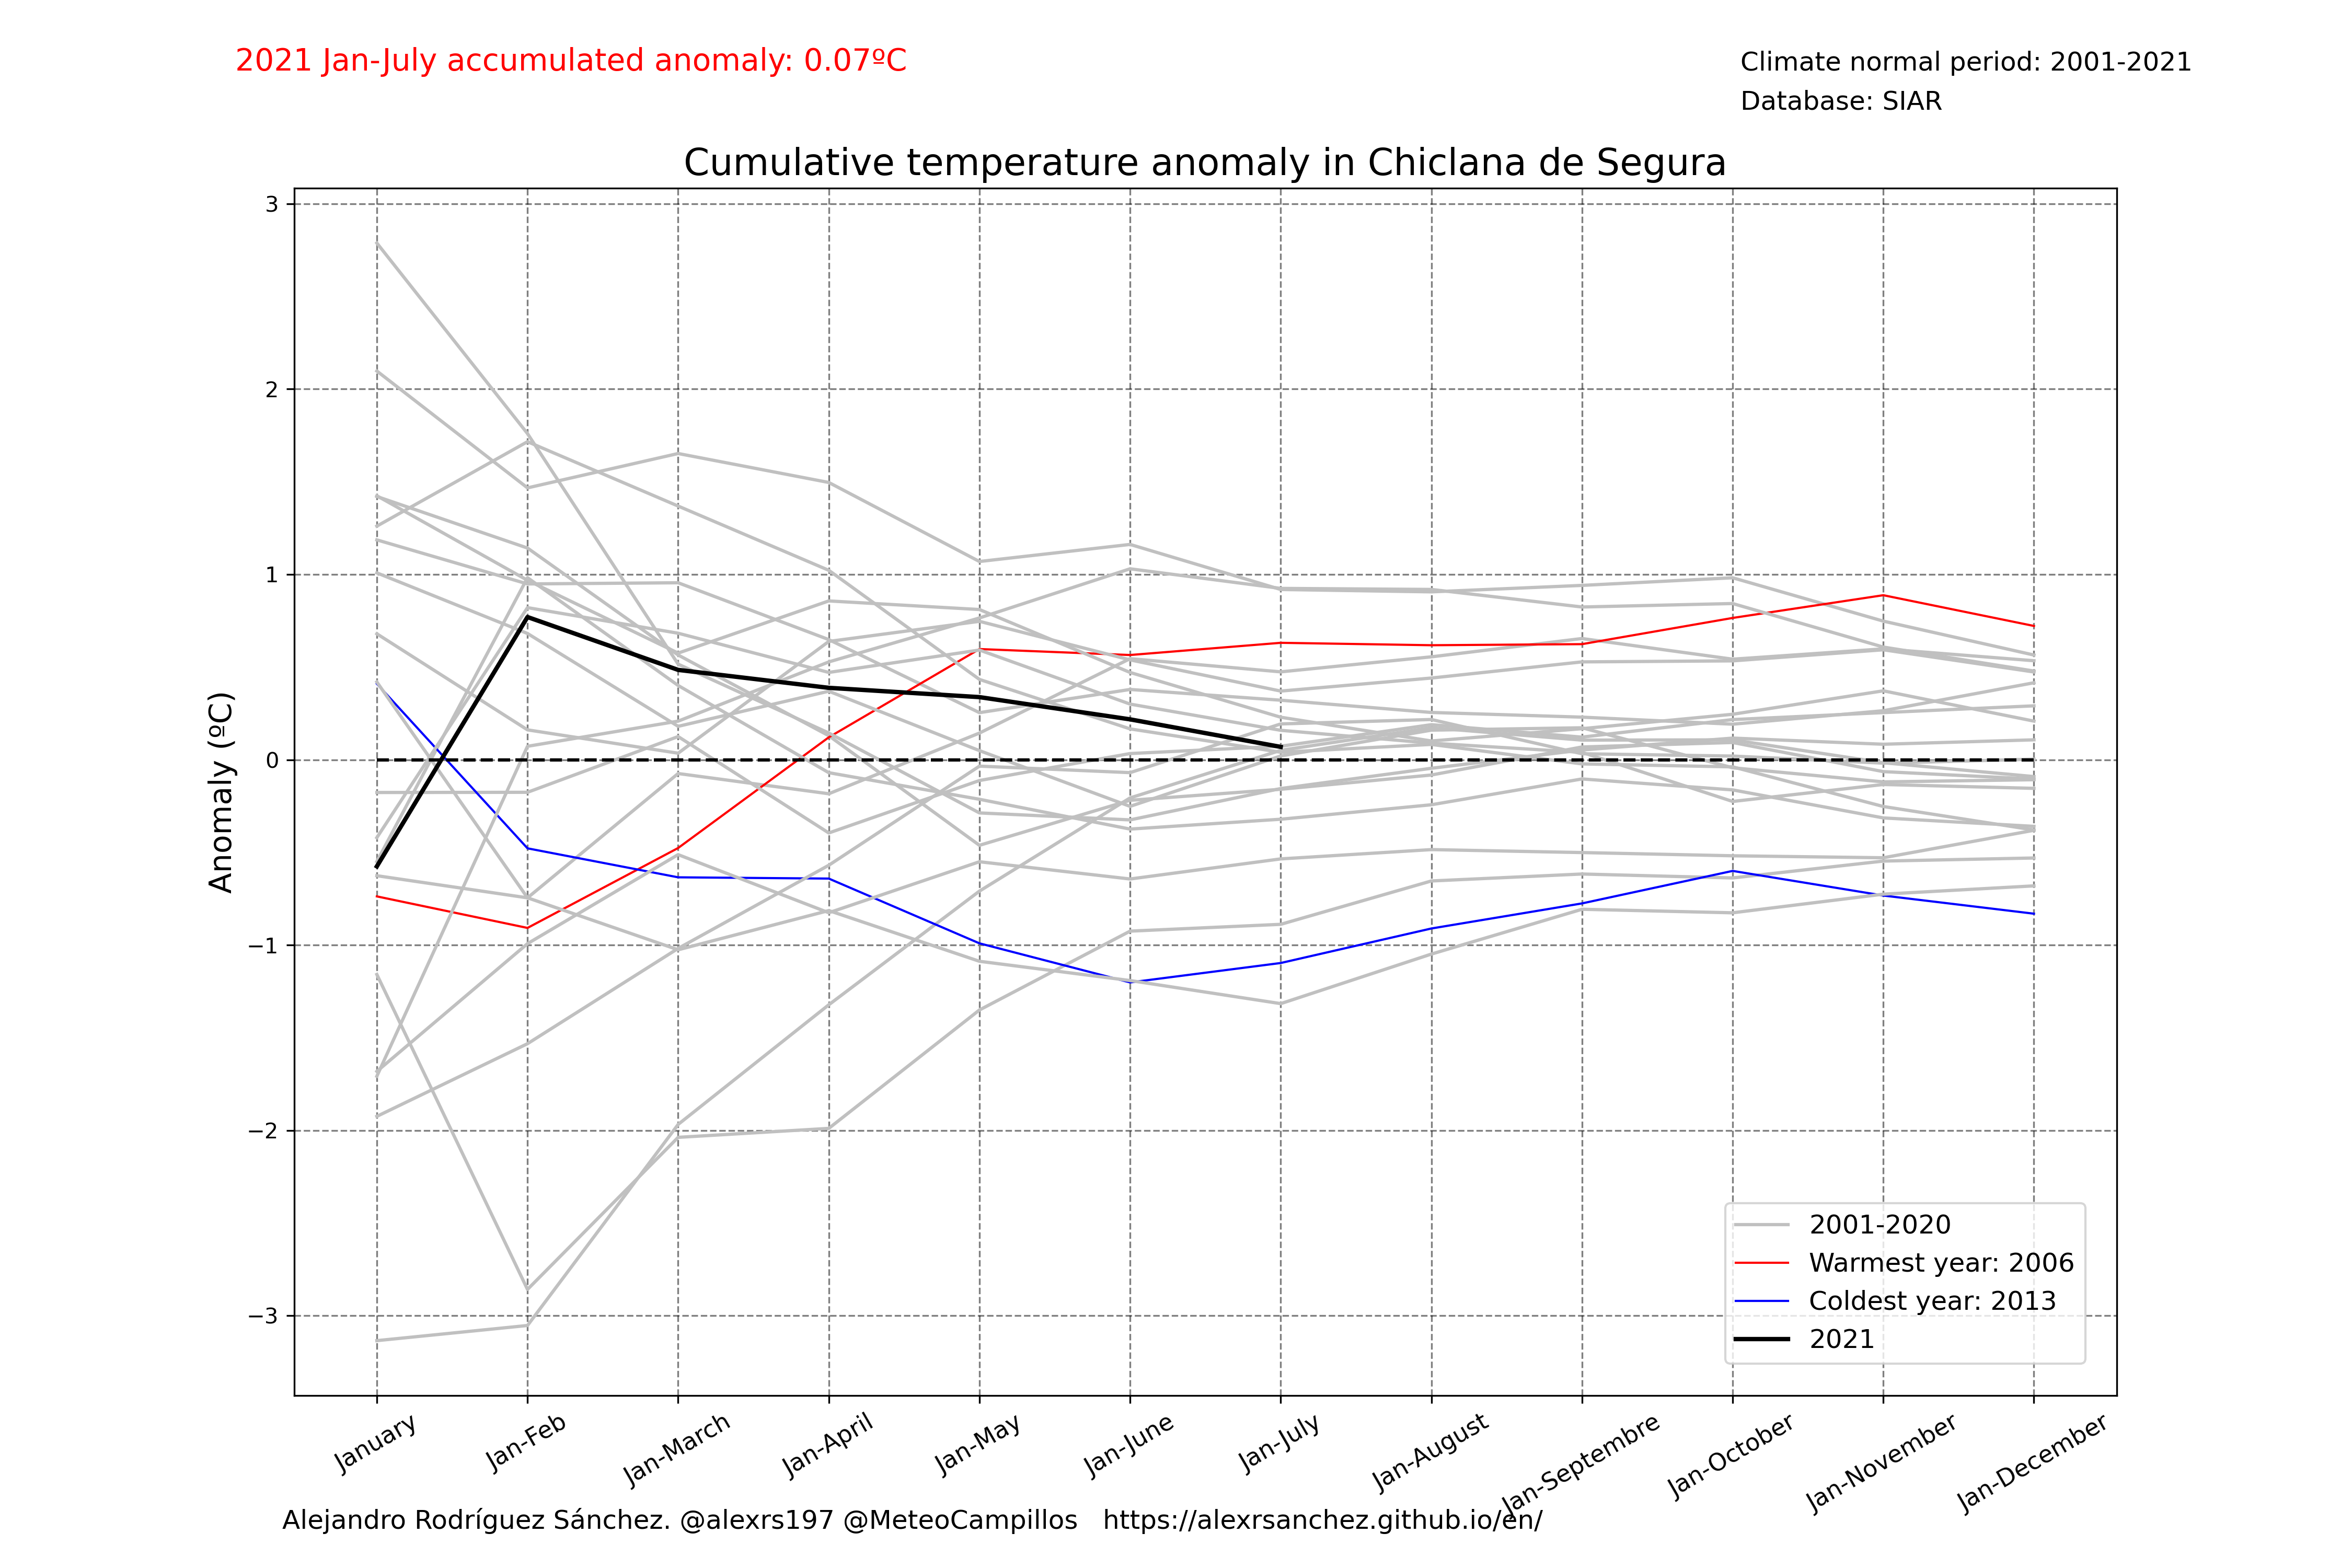 2021 Jan-July accumulated anomaly: 0.07ºC
Climate normal period: 2001-2021
Database: SIAR
Cumulative temperature anomaly in Chiclana de Segura
Anomaly (ºC)
3
2
1
0
−1
−2
−3
2001-2020
Warmest year: 2006
Coldest year: 2013
2021
January
Jan-Feb
Jan-March
Jan-April
Jan-May
Jan-June
Jan-July
Jan-August
Jan-Septembre
Jan-October
Jan-November
Jan-December
Alejandro Rodríguez Sánchez. @alexrs197 @MeteoCampillos   https://alexrsanchez.github.io/en/